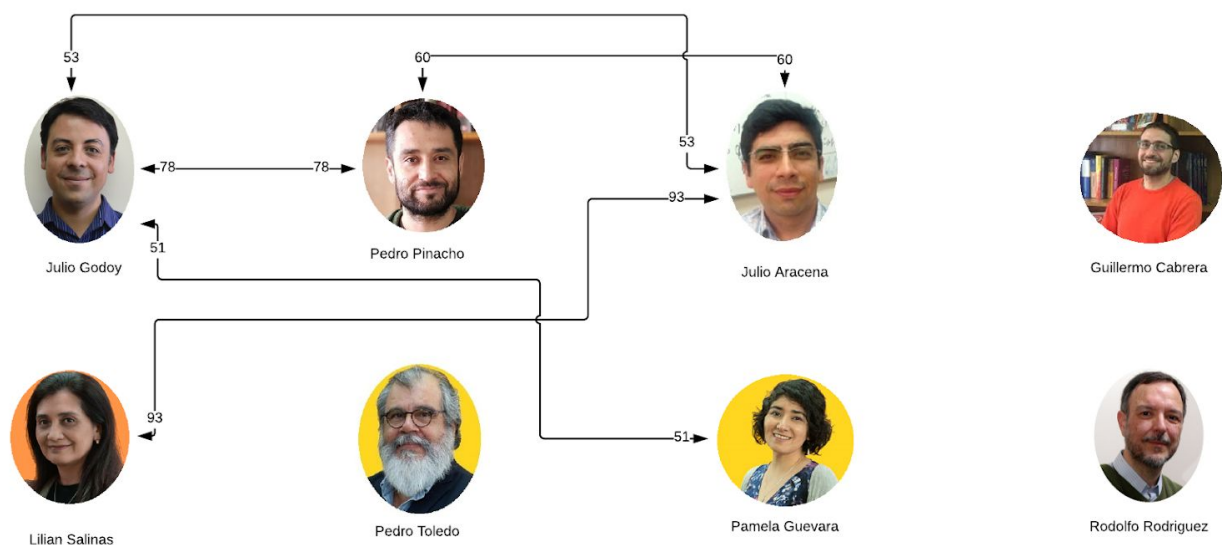 53
60
60
78
78
53
93
Julio Godoy
51
Pedro Pinacho
Julio Aracena
Guillermo Cabrera
93
51
Lilian Salinas
Pedro Toledo
Pamela Guevara
Rodolfo Rodriguez